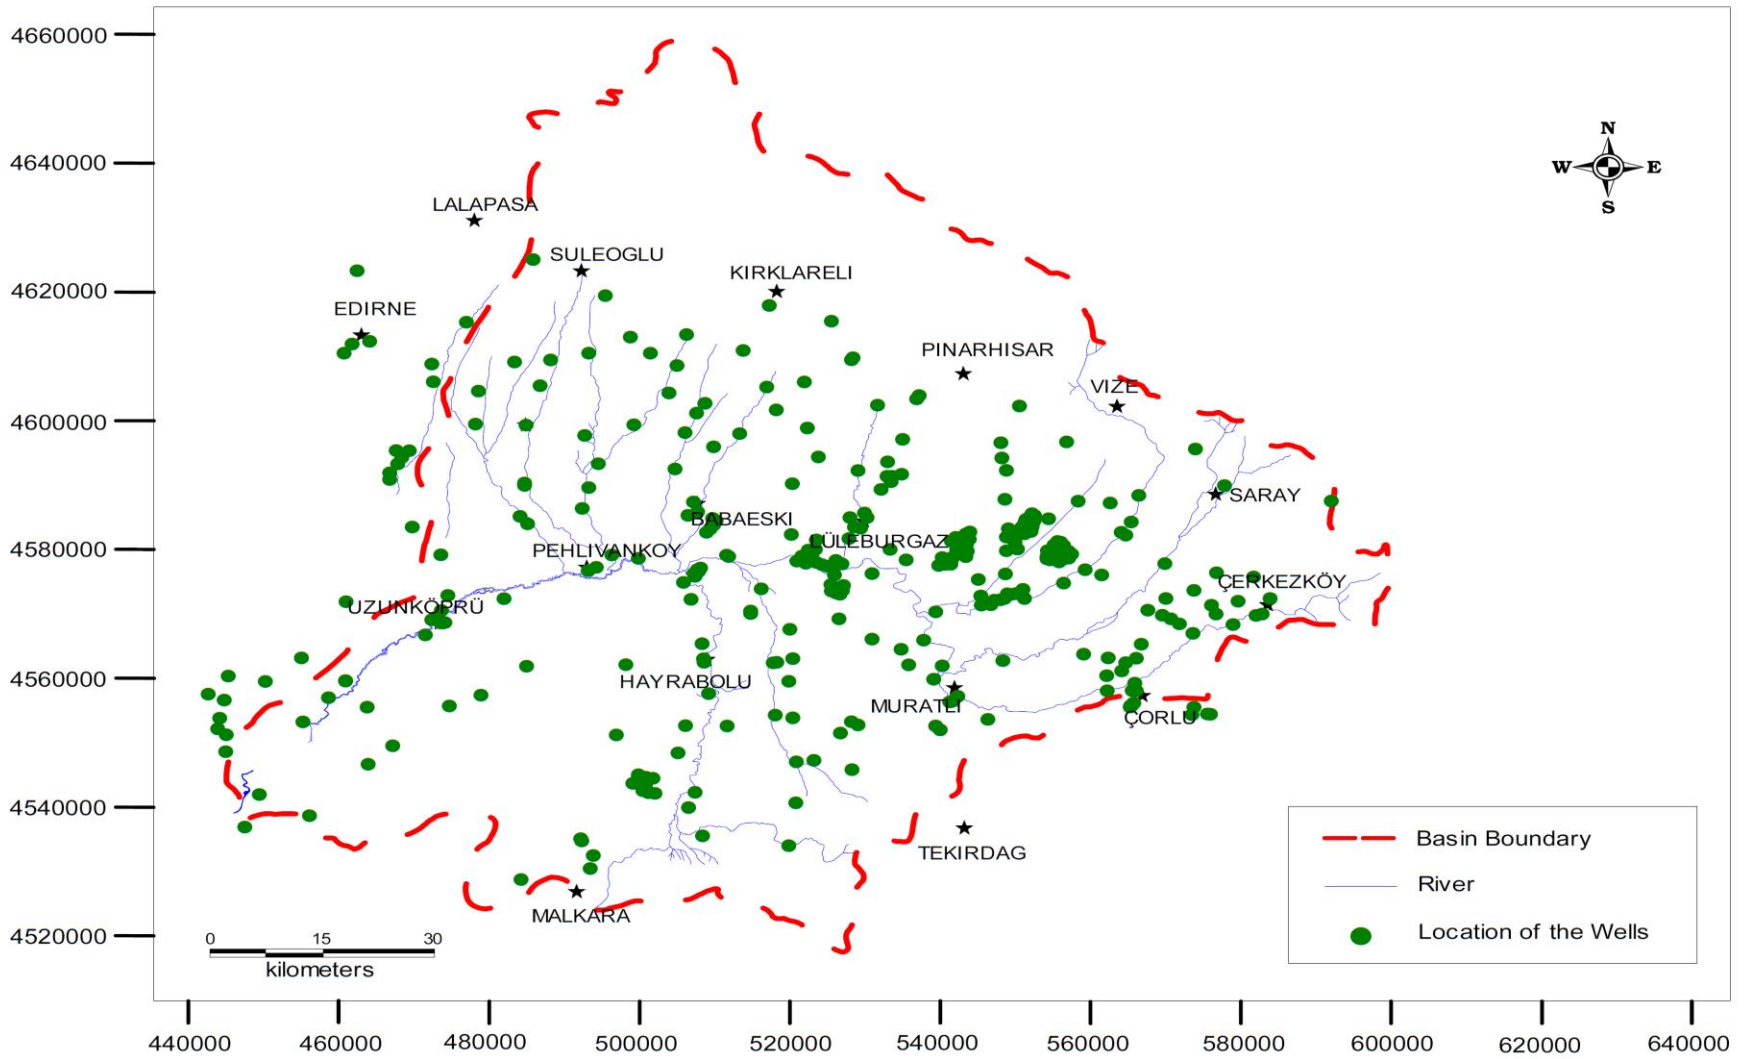 4660000
N
W E
S
4640000
LALAPASA
SULEOGLU
KIRKLARELI
4620000
EDIRNE
PINARHISAR
VIZE
4600000
SARAY
BABAESKI
LÜLEBURGAZ
4580000
PEHLIVANKOY
ÇERKEZKÖY
UZUNKÖPRÜ
4560000
HAYRABOLU
MURATLI
ÇORLU
4540000
TEKIRDAG
MALKARA
4520000
0 15 30
kilometers
Basin Boundary
River
Location of the Wells
440000 460000 480000 500000 520000 540000 560000 580000 600000 620000 640000